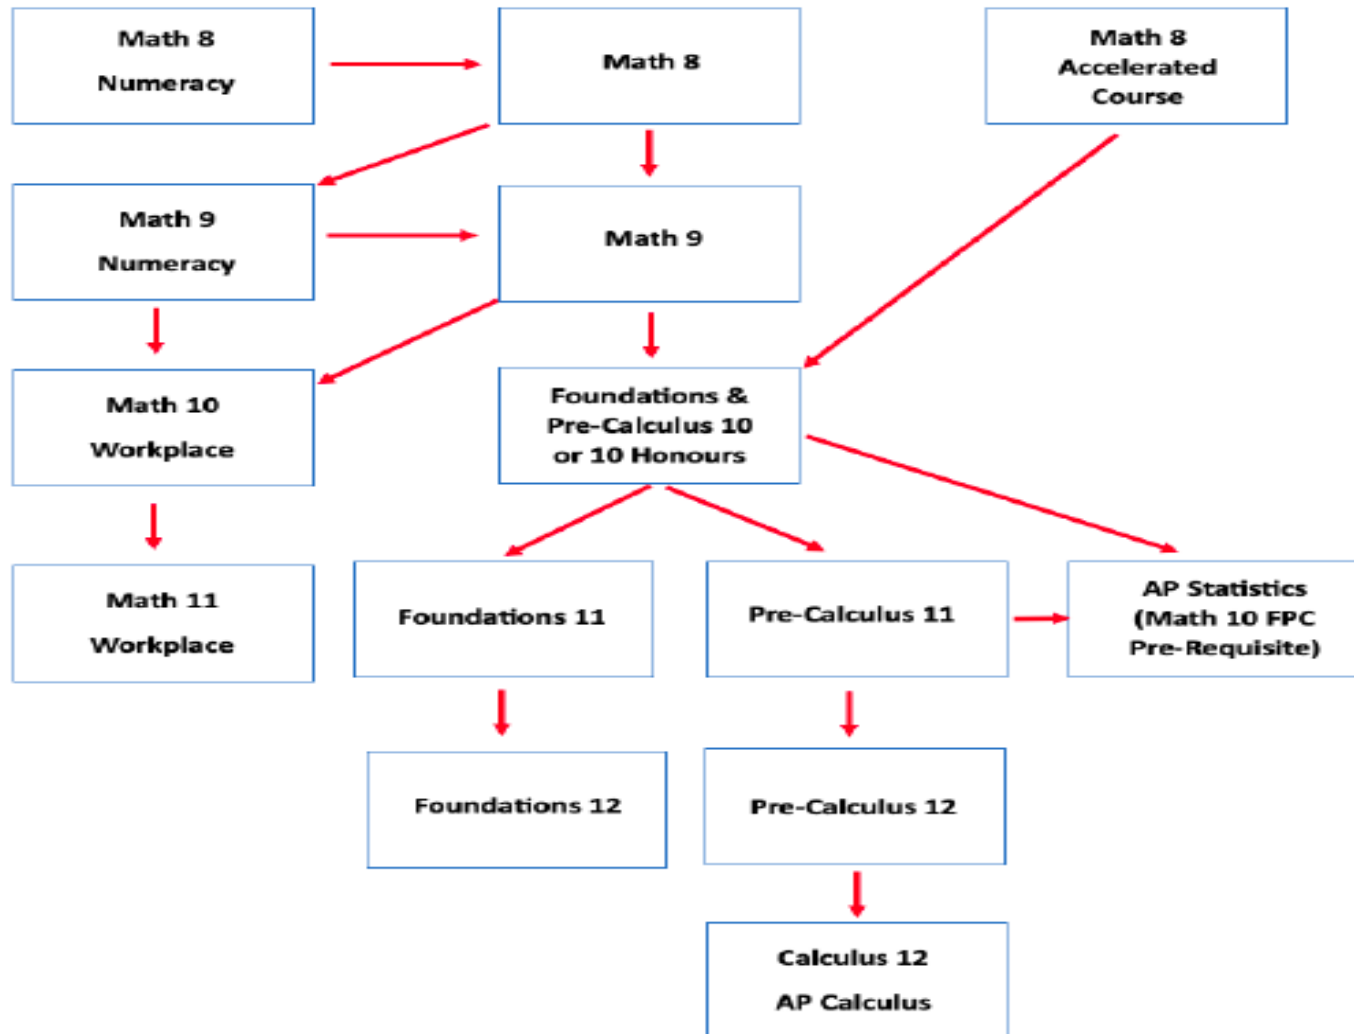 Math 8
Numeracy
Math 8
Math 8
Accelerated
Course
Math 9
Numeracy
Math 9
Math 10
Workplace
Foundations &
Pre-Calculus 10
or 10 Honours
Math 11
Workplace
Foundations 11
Pre-Calculus 11
AP Statistics
(Math 10 FPC
Pre-Requisite)
Foundations 12
Pre-Calculus 12
Calculus 12
AP Calculus